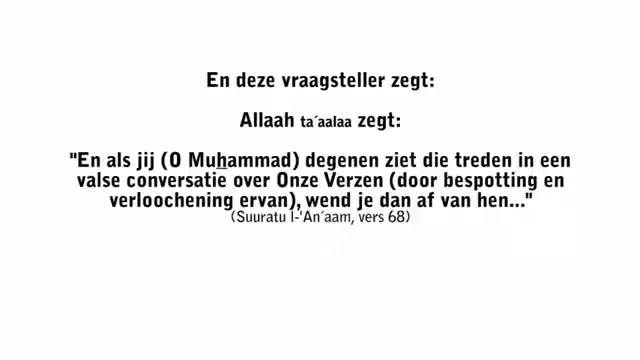 En deze vraagsteller zegt:
Allaah ta´aalaa zegt:
"En als jij (O Muhammad) degenen ziet die treden in een
valse conversatie over Onze Verzen (door bespotting en
verloochening ervan), wend je dan af van hen..."
(Suuratu l-'An´aam, vers 68)